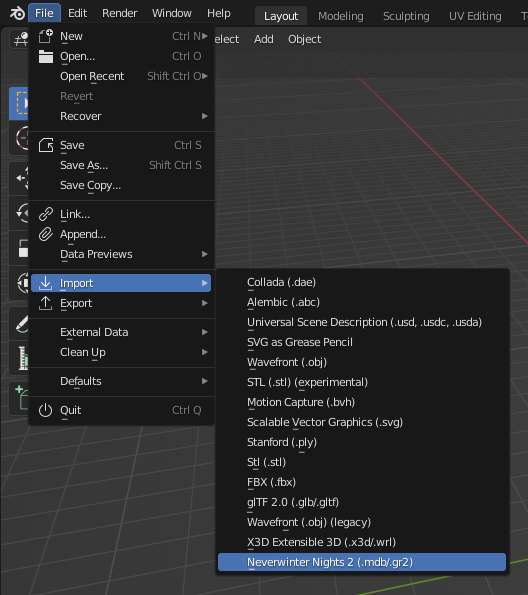 File Edit Render Window Help Layout Modeling Sculpting UV Editing
New Ctrl N
elect Add Object
Open... Ctrl O
Open Recent Shift Ctrl O
Revert
Recover
Save Ctrl S
Save As... Shift Ctrl S
Save Copy...
Link...
Append...
Data Previews
Import
Export
External Data
Clean Up
Defaults
Quit Ctrl Q
Collada (.dae)
Alembic (.abc)
Universal Scene Description (.usd, .usdc, .usda)
SVG as Grease Pencil
Wavefront (.obj)
STL (.stl) (experimental)
Motion Capture (.bvh)
Scalable Vector Graphics (.svg)
Stanford (.ply)
Stl (.stl)
FBX (.fbx)
glTF 2.0 (.glb/.gltf)
Wavefront (.obj) (legacy)
X3D Extensible 3D (.x3d/.wrl)
Neverwinter Nights 2 (.mdb/.gr2)